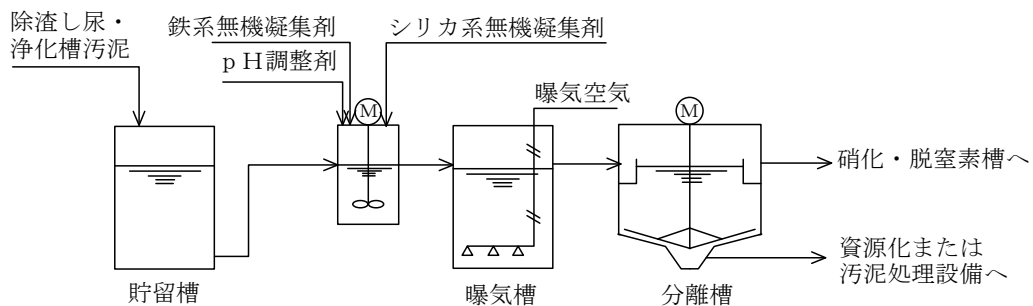 除渣し尿・
浄化槽汚泥
鉄系無機凝集剤
シリカ系無機凝集剤
ｐＨ調整剤
M
曝気空気
M
硝化・脱窒素槽へ
資源化または
汚泥処理設備へ
貯留槽
曝気槽
分離槽